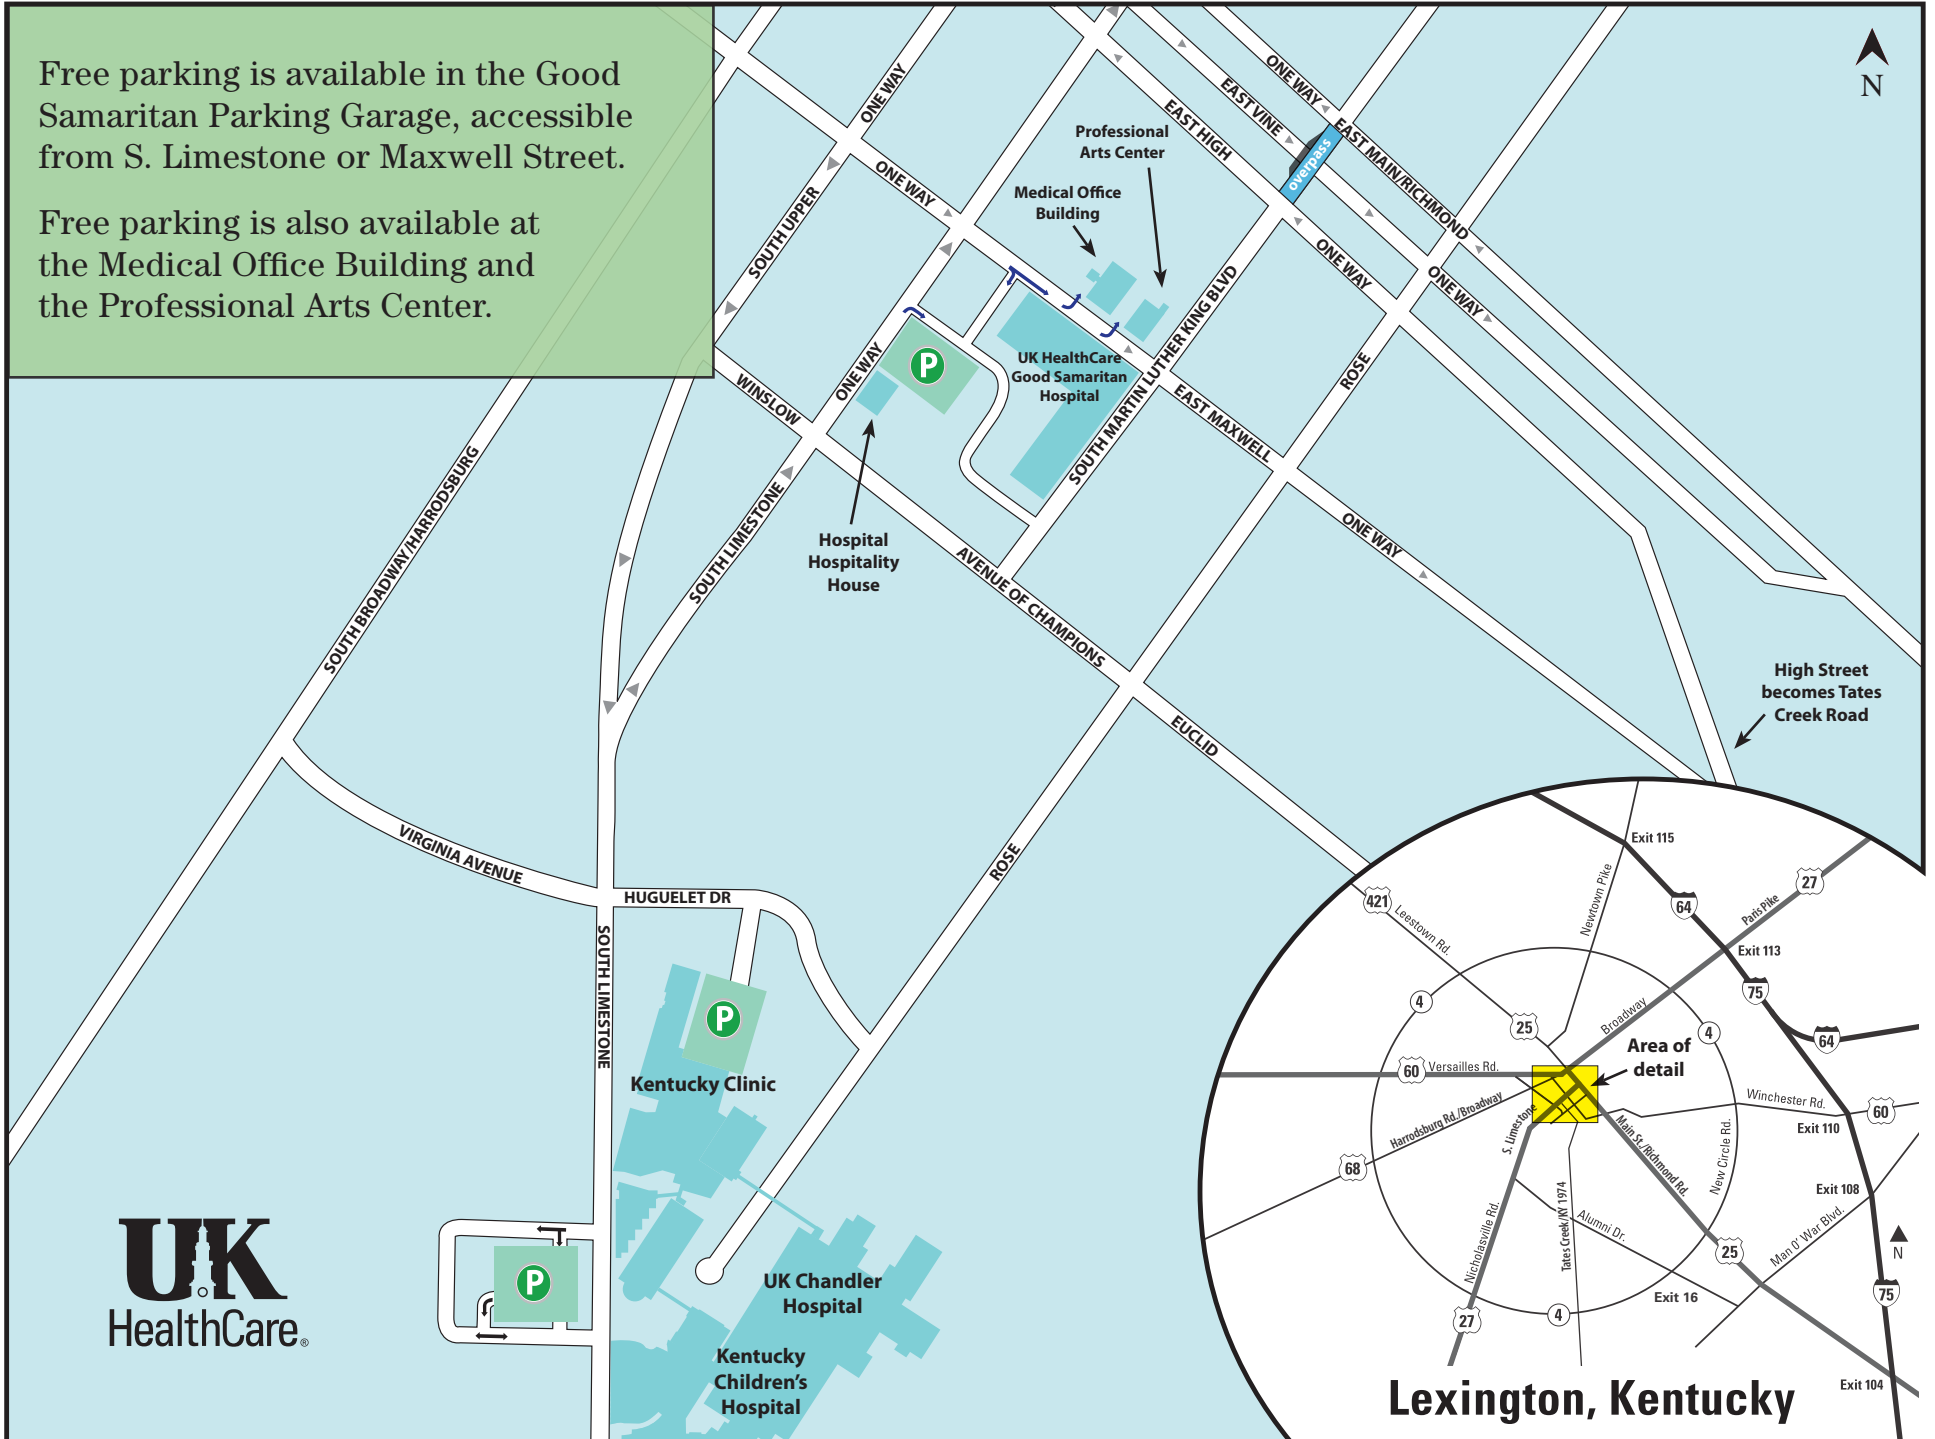 Free parking is available in the Good
Samaritan Parking Garage, accessible
from S. Limestone or Maxwell Street.
Free parking is also available at
the Medical Office Building and
the Professional Arts Center.
N
ONE WAY
SOUTH UPPER
ONE WAY
EAST HIGH
EAST VINE
ONE WAY
EAST MAIN/RICHMOND
overpass
Professional
Arts Center
Medical Office
Building
ONE WAY
ONE WAY
ONE WAY
WINSLOW
P
UK HealthCare
Good Samaritan
Hospital
SOUTH MARTIN LUTHER KING BLVD
ROSE
EAST MAXWELL
ONE WAY
SOUTH BROADWAY/HARRODSBURG
SOUTH LIMESTONE
Hospital
Hospitality
House
AVENUE OF CHAMPIONS
EUCLID
High Street
becomes Tates
Creek Road
VIRGINIA AVENUE
HUGUELET DR
ROSE
SOUTH LIMESTONE
P
Kentucky Clinic
P
UK Chandler
Hospital
Kentucky
Children's
Hospital
UK
HealthCare®
Exit 115
27
421
Leestown Rd.
Newtown Pike
64
Paris Pike
Exit 113
75
4
25
Broadway
4
64
Area of
detail
60
Versailles Rd.
Harrodsburg Rd./Broadway
S. Limestone
Main St./Richmond Rd.
Winchester Rd.
60
Exit 110
New Circle Rd.
68
Exit 108
Nicholasville Rd.
Tates Creek/KY 1974
Alumni Dr.
Man O' War Blvd.
25
N
Exit 16
75
27
4
Exit 104
Lexington, Kentucky